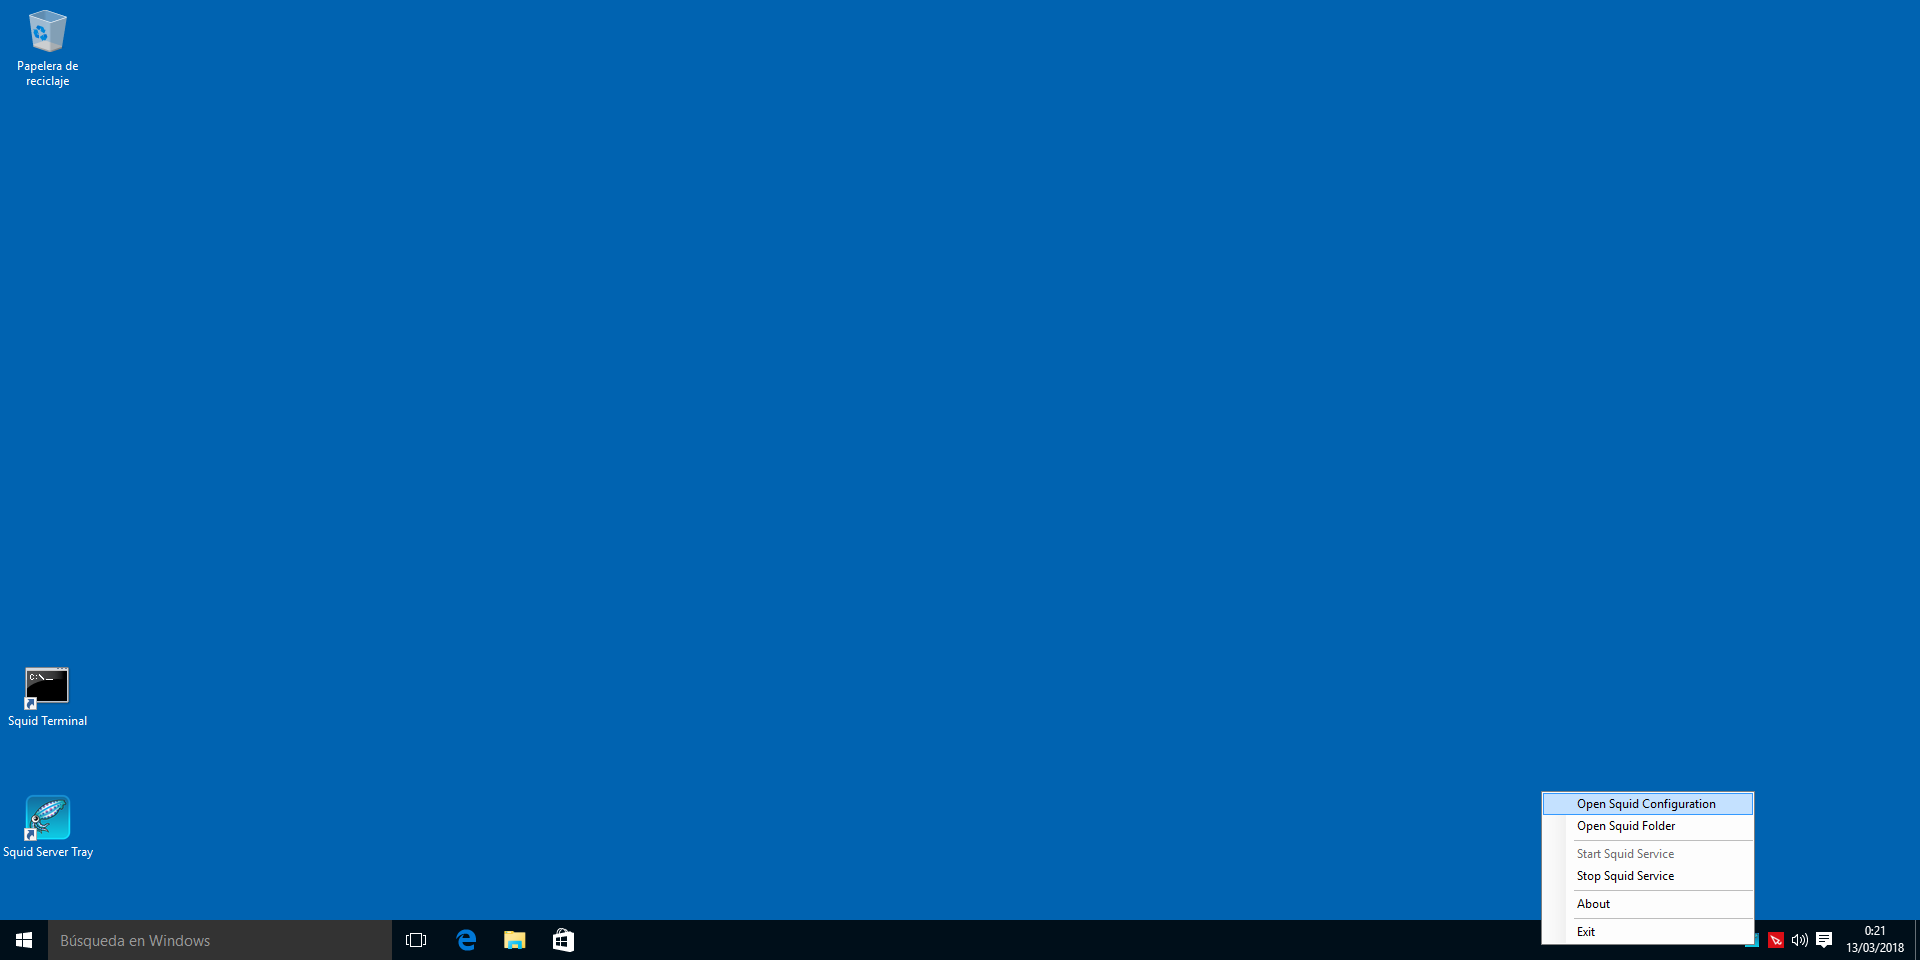 Papelera de
reciclaje
C:\_
Squid Terminal
Squid Server Tray
Open Squid Configuration
Open Squid Folder
Start Squid Service
Stop Squid Service
About
Exit
Búsqueda en Windows
0:21
13/03/2018